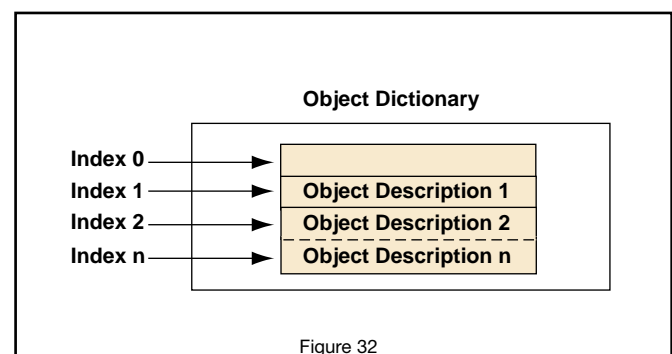 Object Dictionary
Index 0
Index 1 Object Description 1
Index 2 Object Description 2
Index n Object Description n
Figure 32